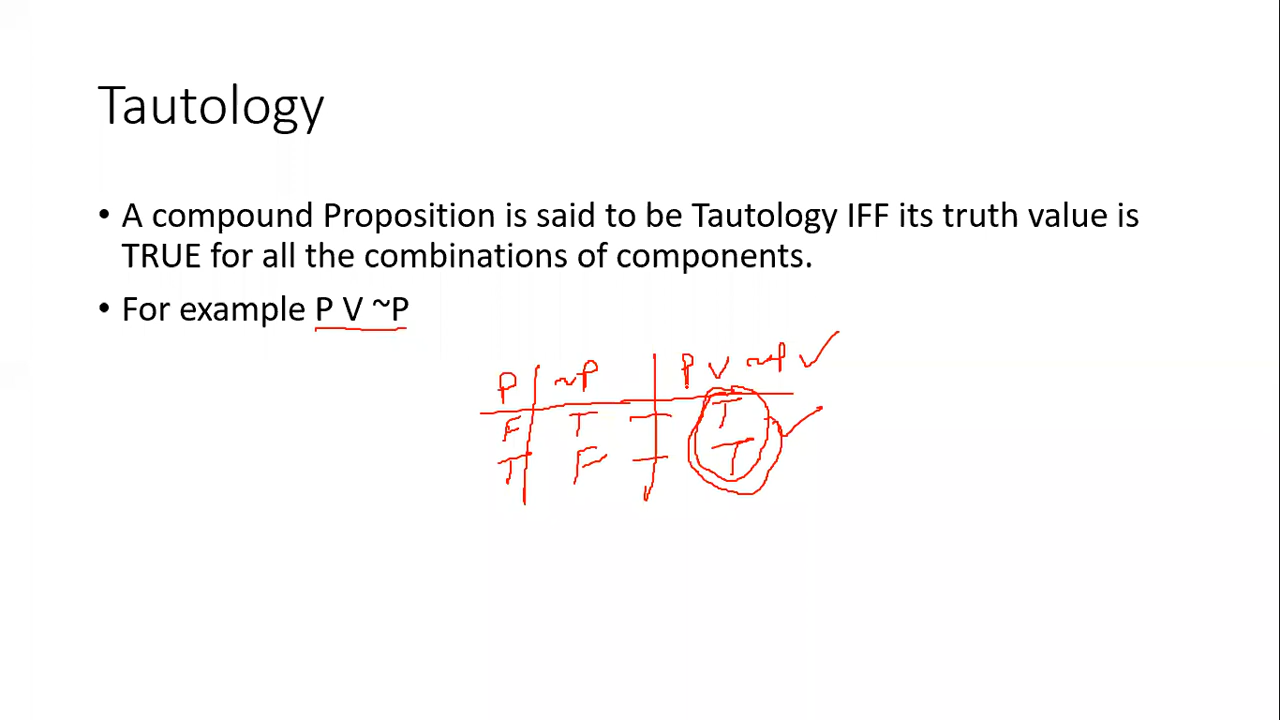 Tautology
• A compound Proposition is said to be Tautology IFF its truth value is
TRUE for all the combinations of components.
• For example P V ~P
P ~P P V ~P
F T T
T F T